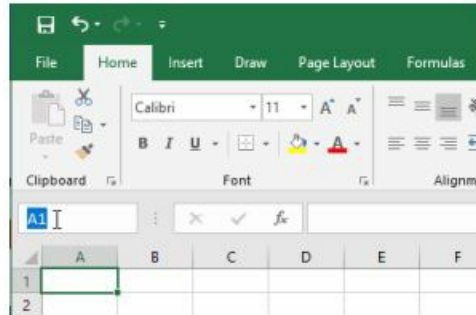 File Home Insert Draw Page Layout Formulas
Calibri 11 A A
Paste B I U A
Clipboard Font Alignm
A1 fx
A B C D E F
1
2